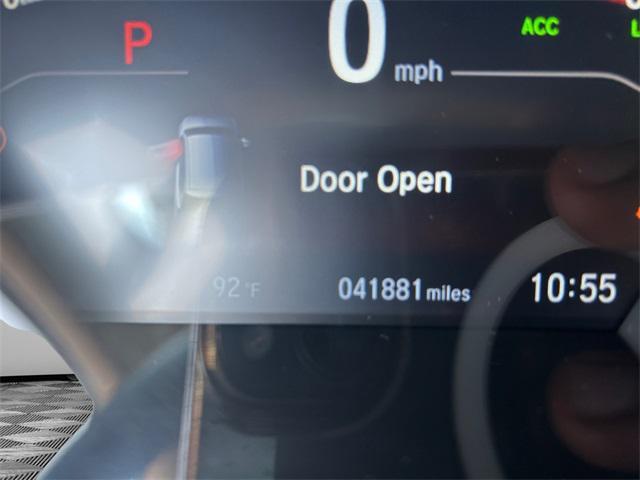 P
0 mph
ACC
Door Open
92 °F
041881 miles
10:55